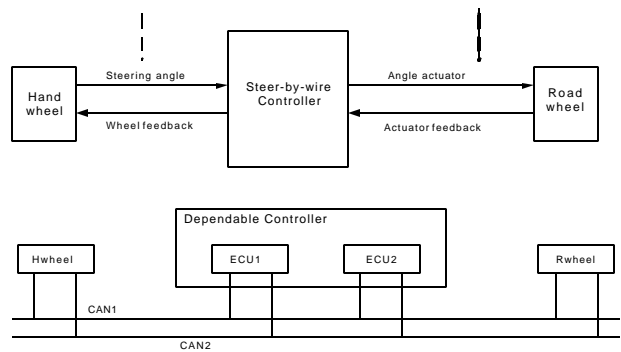 Steering angle
Angle actuator
Hand
wheel
Steer-by-wire
Controller
Road
wheel
Wheel feedback
Actuator feedback
Dependable Controller
Hwheel
ECU1
ECU2
Rwheel
CAN1
CAN2